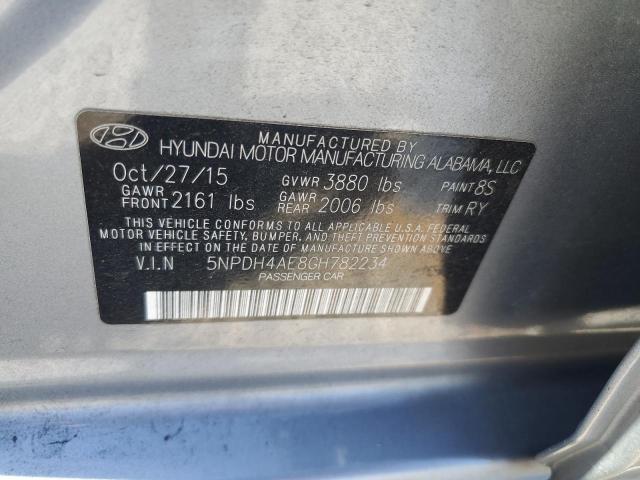 MANUFACTURED BY
HYUNDAI MOTOR MANUFACTURING ALABAMA, LLC
Oct/27/15 GVWR 3880 lbs PAINT 8S
GAWR FRONT 2161 lbs GAWR REAR 2006 lbs TRIM RY
THIS VEHICLE CONFORMS TO ALL APPLICABLE U.S.A. FEDERAL
MOTOR VEHICLE SAFETY, BUMPER, AND THEFT PREVENTION
STANDARDS IN EFFECT ON THE DATE OF MANUFACTURE SHOWN ABOVE
V.I.N 5NPDH4AE8GH782234
PASSENGER CAR